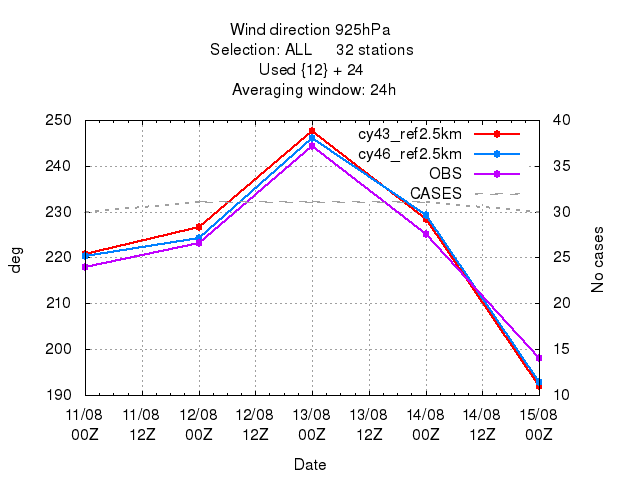 Wind direction 925hPa
Selection: ALL 32 stations
Used {12} + 24
Averaging window: 24h
250
240
230
220
210
200
190
deg
40
35
30
25
20
15
10
No cases
cy43_ref2.5km
cy46_ref2.5km
OBS
CASES
11/08 11/08 12/08 12/08 13/08 13/08 14/08 14/08 15/08
00Z 12Z 00Z 12Z 00Z 12Z 00Z 12Z 00Z
Date